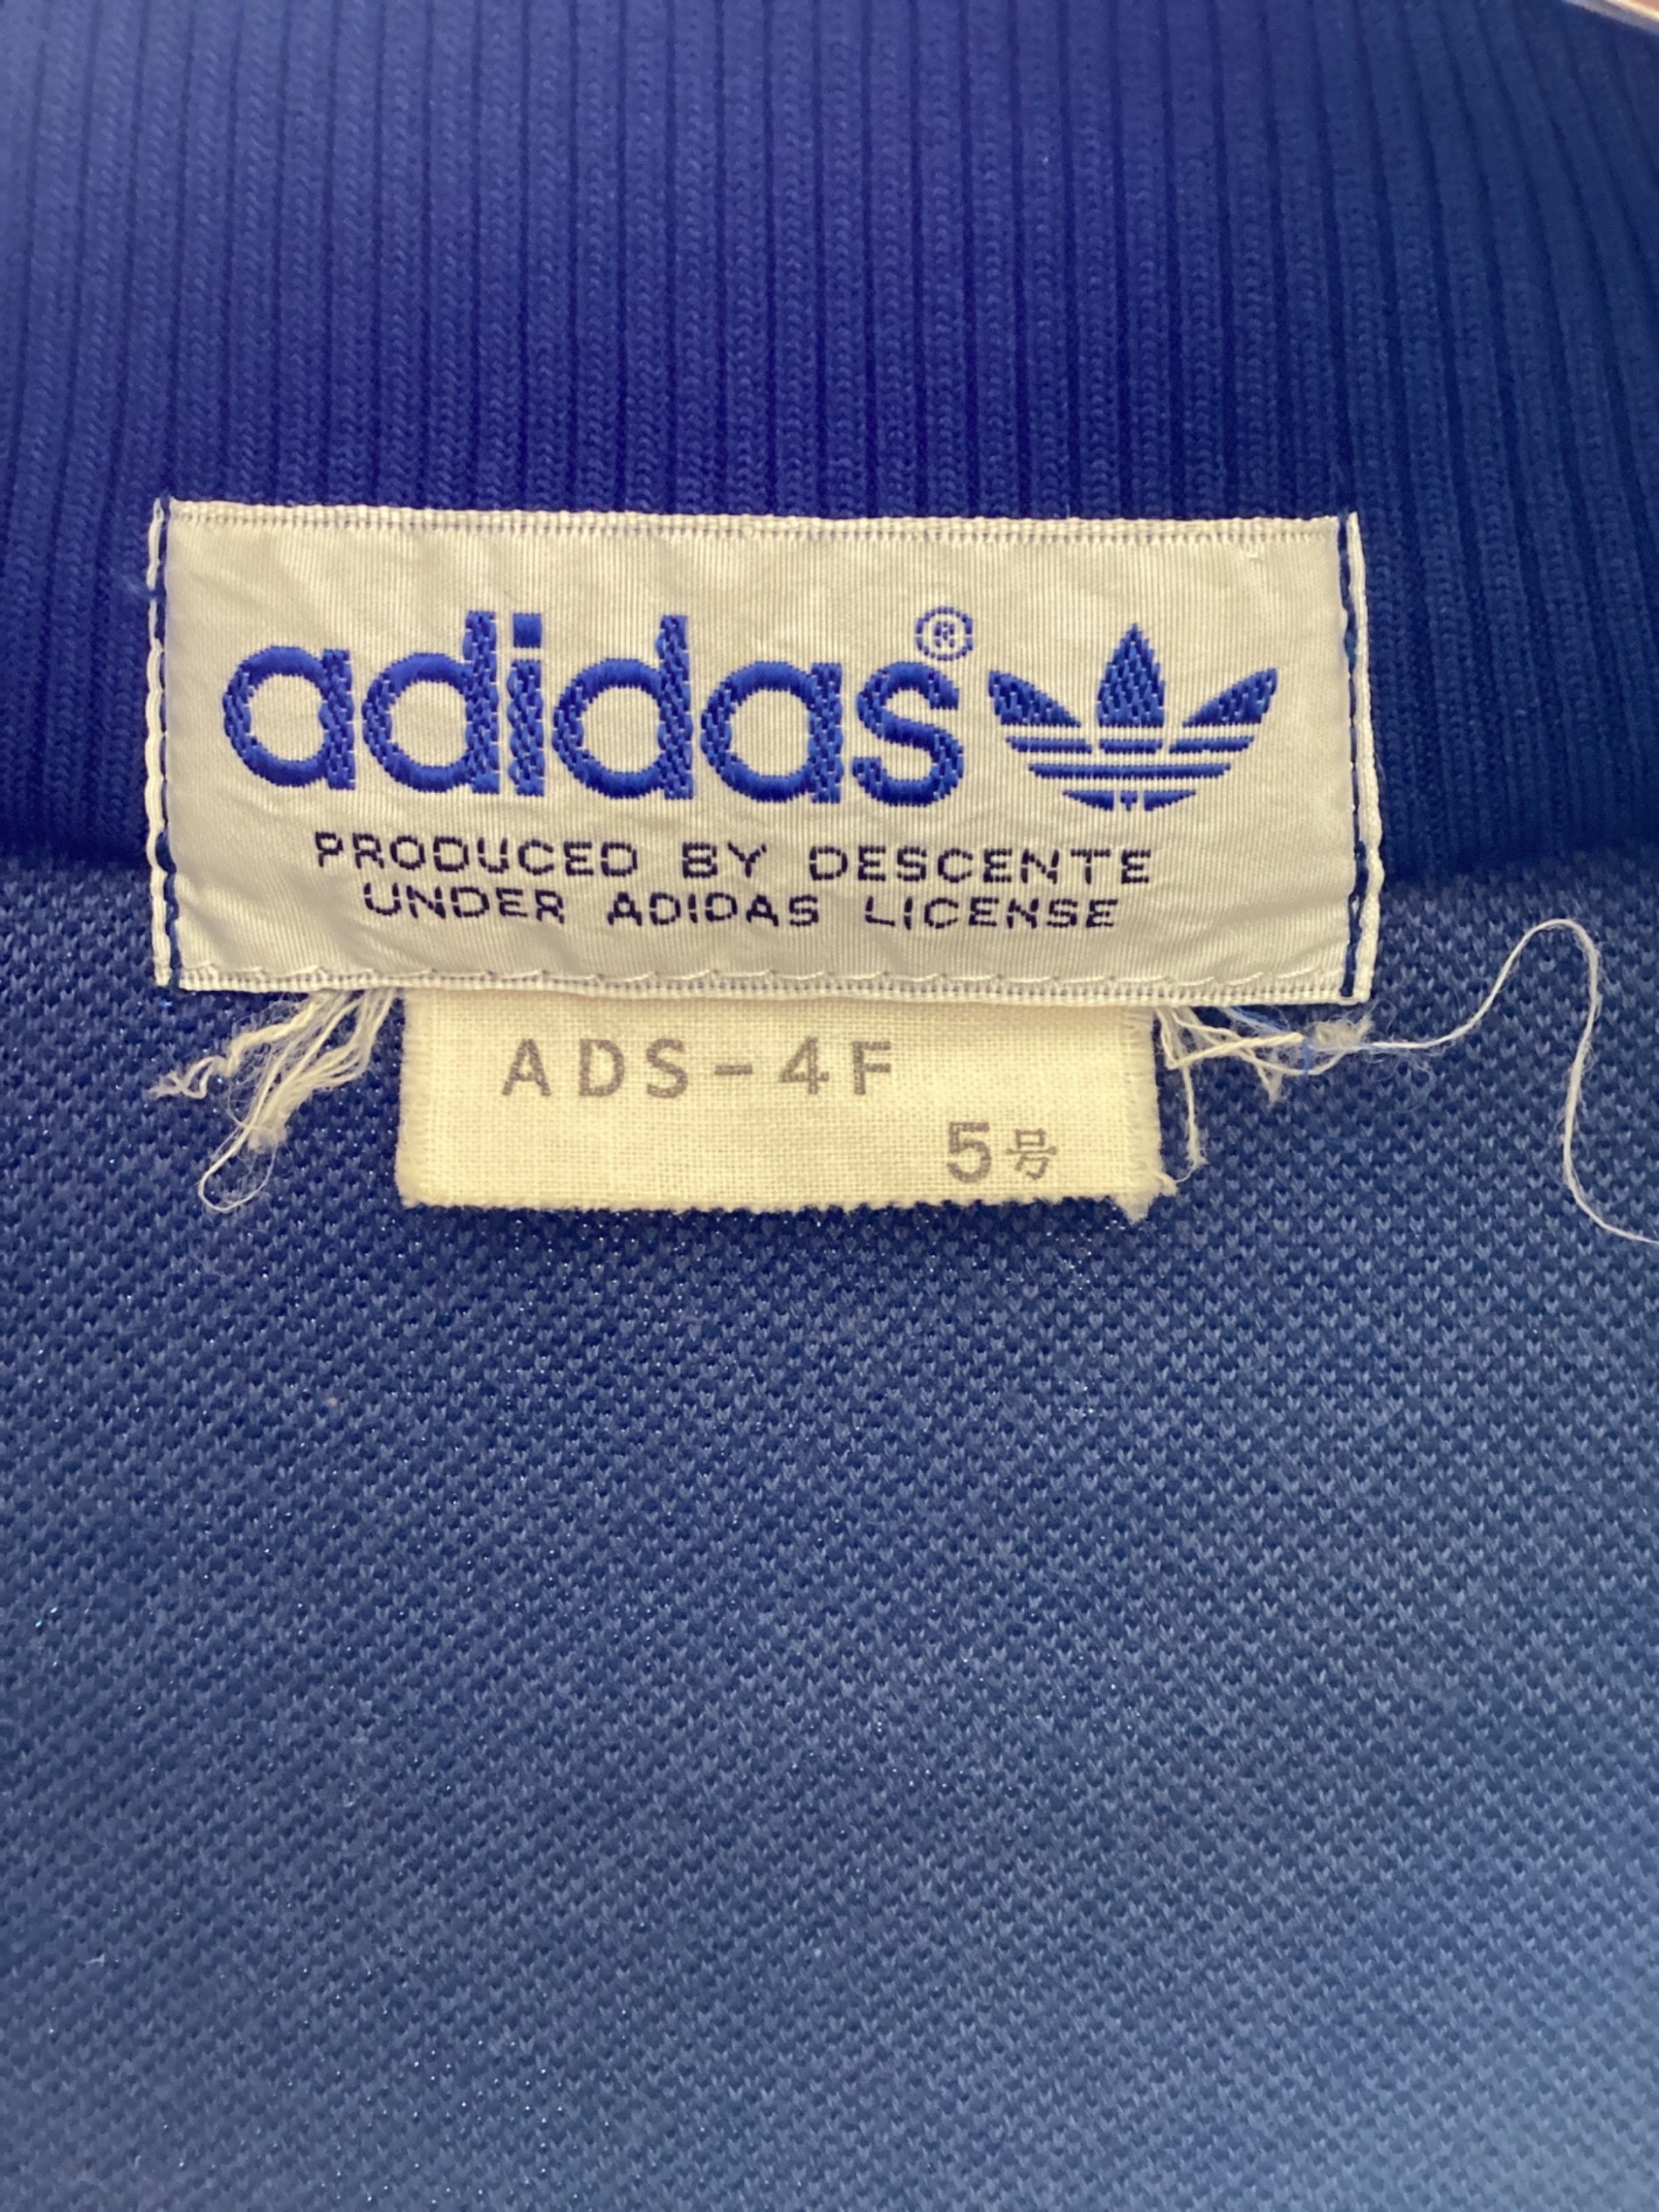 adidas®
PRODUCED BY DESCENTE
UNDER ADIDAS LICENSE
ADS-4F
5号